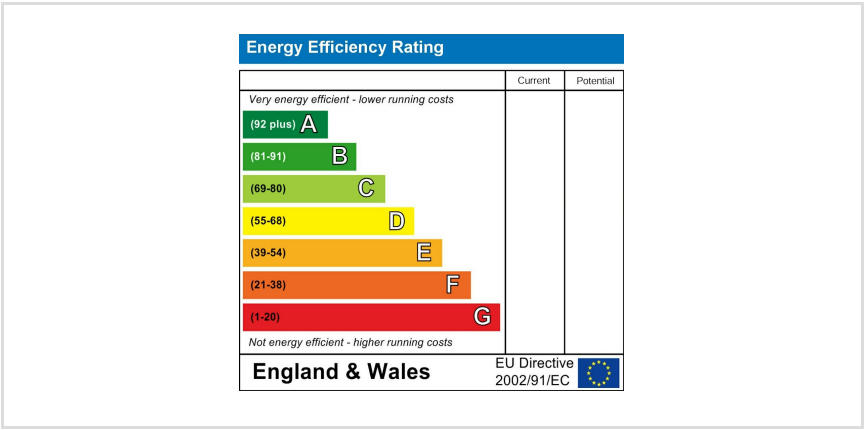 Energy Efficiency Rating
Current Potential
Very energy efficient - lower running costs
(92 plus) A
(81-91) B
(69-80) C
(55-68) D
(39-54) E
(21-38) F
(1-20) G
Not energy efficient - higher running costs
England & Wales
EU Directive
2002/91/EC